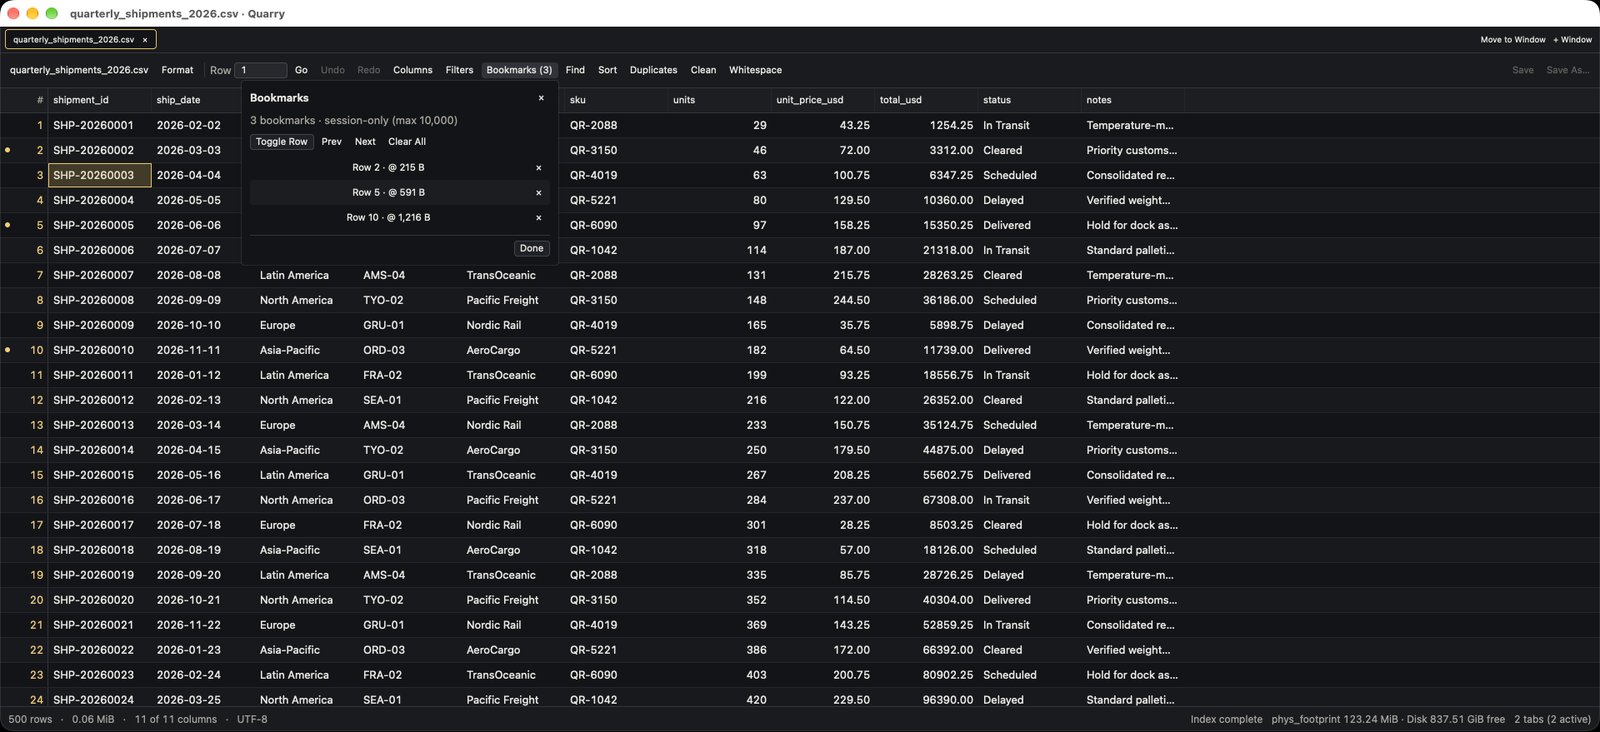 quarterly_shipments_2026.csv · Quarry
quarterly_shipments_2026.csv × Move to Window + Window
quarterly_shipments_2026.csv Format Row 1 Go Undo Redo Columns Filters Bookmarks (3) Find Sort Duplicates Clean Whitespace Save Save As...
Bookmarks ×
3 bookmarks · session-only (max 10,000)
Toggle Row Prev Next Clear All
Row 2 · @ 215 B ×
Row 5 · @ 591 B ×
Row 10 · @ 1,216 B ×
Done
# shipment_id ship_date sku units unit_price_usd total_usd status notes
1 SHP-20260001 2026-02-02 QR-2088 29 43.25 1254.25 In Transit Temperature-m...
2 SHP-20260002 2026-03-03 QR-3150 46 72.00 3312.00 Cleared Priority customs...
3 SHP-20260003 2026-04-04 QR-4019 63 100.75 6347.25 Scheduled Consolidated re...
4 SHP-20260004 2026-05-05 QR-5221 80 129.50 10360.00 Delayed Verified weight...
5 SHP-20260005 2026-06-06 QR-6090 97 158.25 15350.25 Delivered Hold for dock as...
6 SHP-20260006 2026-07-07 QR-1042 114 187.00 21318.00 In Transit Standard palleti...
7 SHP-20260007 2026-08-08 Latin America AMS-04 TransOceanic QR-2088 131 215.75 28263.25 Cleared Temperature-m...
8 SHP-20260008 2026-09-09 North America TYO-02 Pacific Freight QR-3150 148 244.50 36186.00 Scheduled Priority customs...
9 SHP-20260009 2026-10-10 Europe GRU-01 Nordic Rail QR-4019 165 35.75 5898.75 Delayed Consolidated re...
10 SHP-20260010 2026-11-11 Asia-Pacific ORD-03 AeroCargo QR-5221 182 64.50 11739.00 Delivered Verified weight...
11 SHP-20260011 2026-01-12 Latin America FRA-02 TransOceanic QR-6090 199 93.25 18556.75 In Transit Hold for dock as...
12 SHP-20260012 2026-02-13 North America SEA-01 Pacific Freight QR-1042 216 122.00 26352.00 Cleared Standard palleti...
13 SHP-20260013 2026-03-14 Europe AMS-04 Nordic Rail QR-2088 233 150.75 35124.75 Scheduled Temperature-m...
14 SHP-20260014 2026-04-15 Asia-Pacific TYO-02 AeroCargo QR-3150 250 179.50 44875.00 Delayed Priority customs...
15 SHP-20260015 2026-05-16 Latin America GRU-01 TransOceanic QR-4019 267 208.25 55602.75 Delivered Consolidated re...
16 SHP-20260016 2026-06-17 North America ORD-03 Pacific Freight QR-5221 284 237.00 67308.00 In Transit Verified weight...
17 SHP-20260017 2026-07-18 Europe FRA-02 Nordic Rail QR-6090 301 28.25 8503.25 Cleared Hold for dock as...
18 SHP-20260018 2026-08-19 Asia-Pacific SEA-01 AeroCargo QR-1042 318 57.00 18126.00 Scheduled Standard palleti...
19 SHP-20260019 2026-09-20 Latin America AMS-04 TransOceanic QR-2088 335 85.75 28726.25 Delayed Temperature-m...
20 SHP-20260020 2026-10-21 North America TYO-02 Pacific Freight QR-3150 352 114.50 40304.00 Delivered Priority customs...
21 SHP-20260021 2026-11-22 Europe GRU-01 Nordic Rail QR-4019 369 143.25 52859.25 In Transit Consolidated re...
22 SHP-20260022 2026-01-23 Asia-Pacific ORD-03 AeroCargo QR-5221 386 172.00 66392.00 Cleared Verified weight...
23 SHP-20260023 2026-02-24 Latin America FRA-02 TransOceanic QR-6090 403 200.75 80902.25 Scheduled Hold for dock as...
24 SHP-20260024 2026-03-25 North America SEA-01 Pacific Freight QR-1042 420 229.50 96390.00 Delayed Standard palleti...
500 rows · 0.06 MiB · 11 of 11 columns · UTF-8 Index complete phys_footprint 123.24 MiB · Disk 837.51 GiB free 2 tabs (2 active)